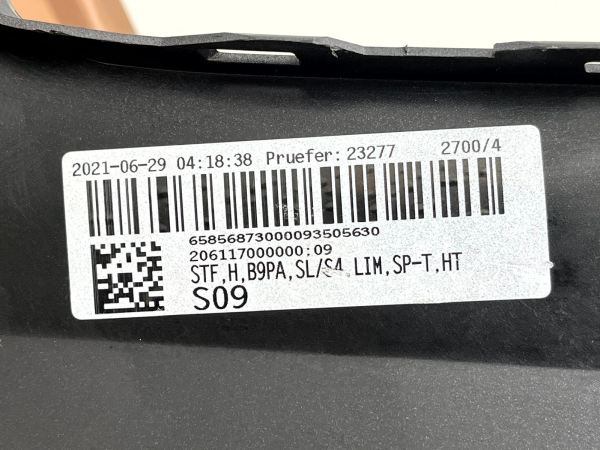 2021-06-29 04:18:38 Pruefer:23277 2700/4
65856873000093505630
206117000000:09
STF,H,B9PA,SL/S4 LIM,SP-T,HT
S09